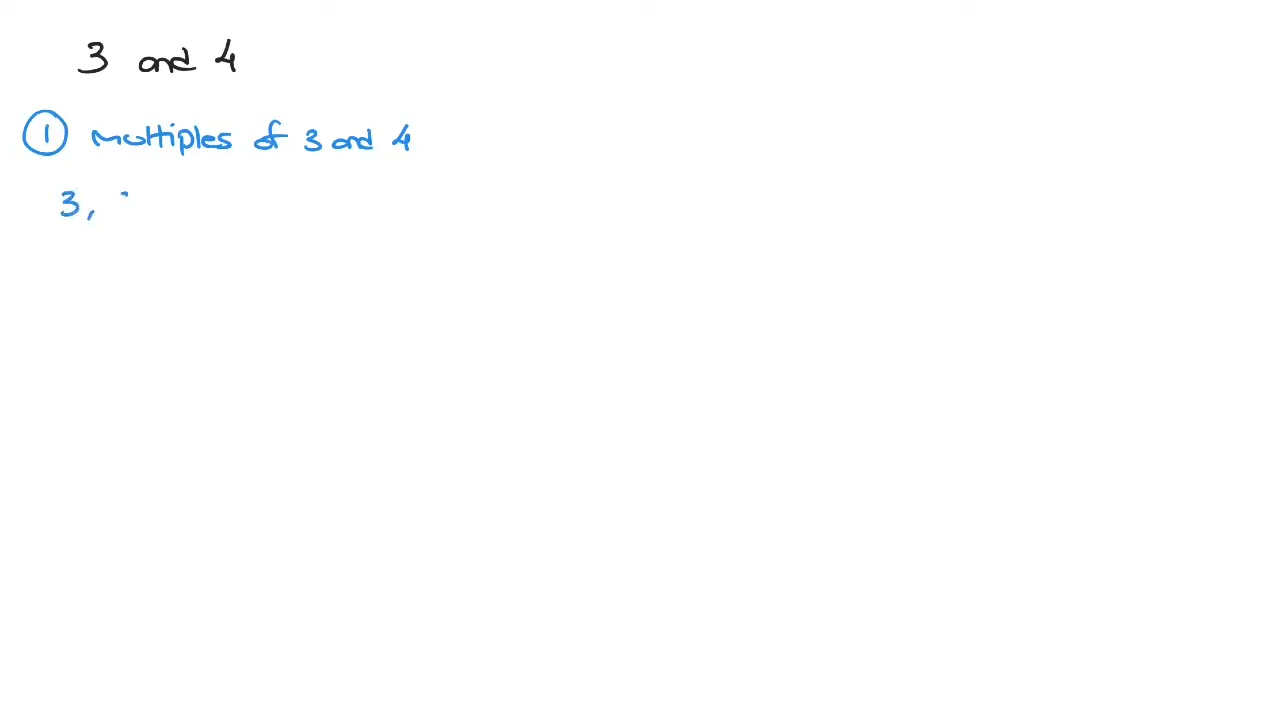 3 and 4
① multiples of 3 and 4
3,